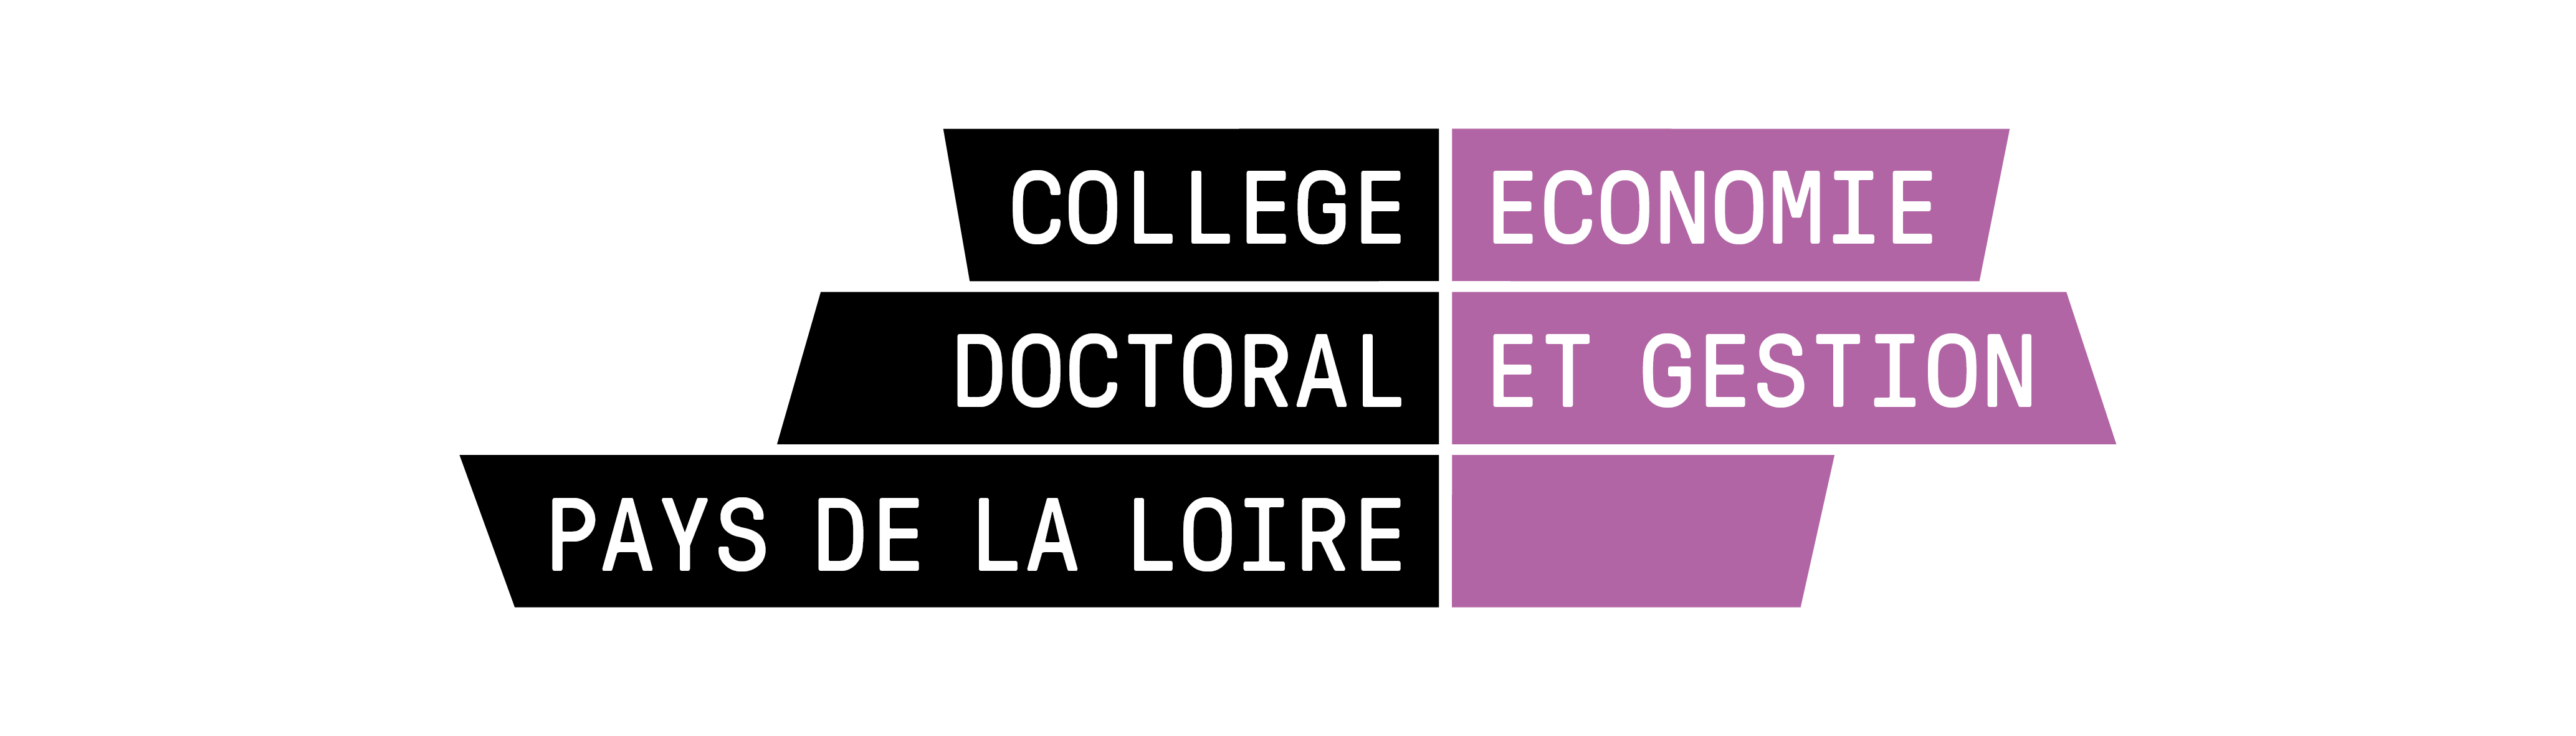 COLLEGE ECONOMIE
DOCTORAL ET GESTION
PAYS DE LA LOIRE